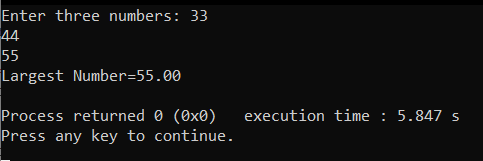 Enter three numbers: 33
44
55
Largest Number=55.00
Process returned 0 (0x0)   execution time : 5.847 s
Press any key to continue.